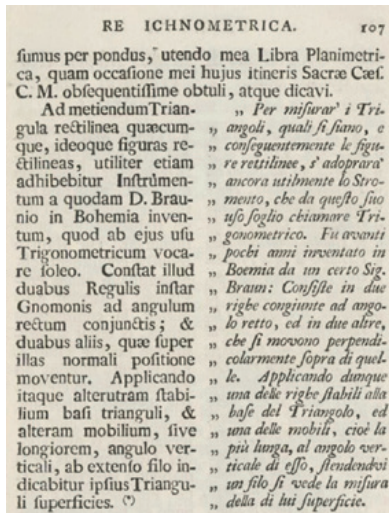 RE ICHNOMETRICA. 107
ſumus per pondus, utendo mea Libra Planimetri-
ca, quam occaſione mei hujus itineris Sacræ Cæſ.
C. M. obſequentiſſime obtuli, atque dicavi.
Ad metiendum Trian-
gula rectilinea quæcum-
que, ideoque figuras re-
ctilineas, utiliter etiam
adhibebitur Inſtrumen-
tum a quodam D. Brau-
nio in Bohemia inven-
tum, quod ab ejus uſu
Trigonometricum voca-
re ſoleo. Conſtat illud
duabus Regulis inſtar
Gnomonis ad angulum
rectum conjunctis; &
duabus aliis, quæ ſuper
illas normali poſitione
moventur. Applicando
itaque alterutram ſtabi-
lium baſi trianguli, &
alteram mobilium, ſive
longiorem, angulo ver-
ticali, ab extenſo filo in-
dicabitur ipſius Triangu-
li ſuperficies. (*)
„ Per miſurar' i Tri-
„ angoli, quali ſi ſiano, e
„ conſeguentemente le figu-
„ re rettilinee, s' adoprarà
„ ancora utilmente lo Stro-
„ mento, che da queſto ſuo
„ uſo ſoglio chiamare Tri-
„ gonometrico. Fu avanti
„ pochi anni inventato in
„ Boemia da un certo Sig.
„ Braun: Conſiſte in due
„ righe congiunte ad ango-
„ lo retto, ed in due altre,
„ che ſi movono perpendi-
„ colarmente ſopra di quel-
„ le. Applicando dunque
„ una delle righe ſtabili alla
„ baſe del Triangolo, ed
„ una delle mobili, cioè la
„ più lunga, al angolo ver-
„ ticale di eſſo, ſtendendovi
„ un filo ſi vede la miſura
„ della di lui ſuperficie.